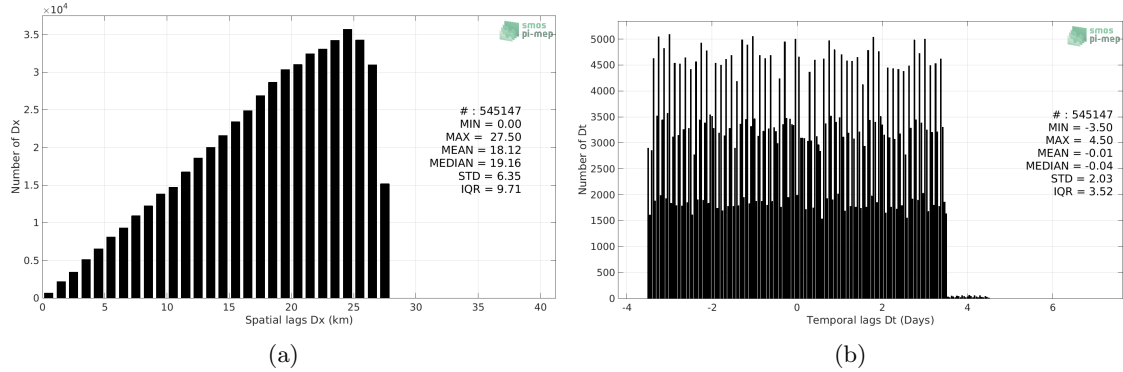 ×10⁴
3.5
3
2.5
2
1.5
1
0.5
0
0 5 10 15 20 25 30 35 40
Number of Dx
Spatial lags Dx (km)
smos
pi-mep
# : 545147
MIN = 0.00
MAX = 27.50
MEAN = 18.12
MEDIAN = 19.16
STD = 6.35
IQR = 9.71
(a)
5000
4500
4000
3500
3000
2500
2000
1500
1000
500
0
-4 -2 0 2 4 6
Number of Dt
Temporal lags Dt (Days)
smos
pi-mep
# : 545147
MIN = -3.50
MAX = 4.50
MEAN = -0.01
MEDIAN = -0.04
STD = 2.03
IQR = 3.52
(b)